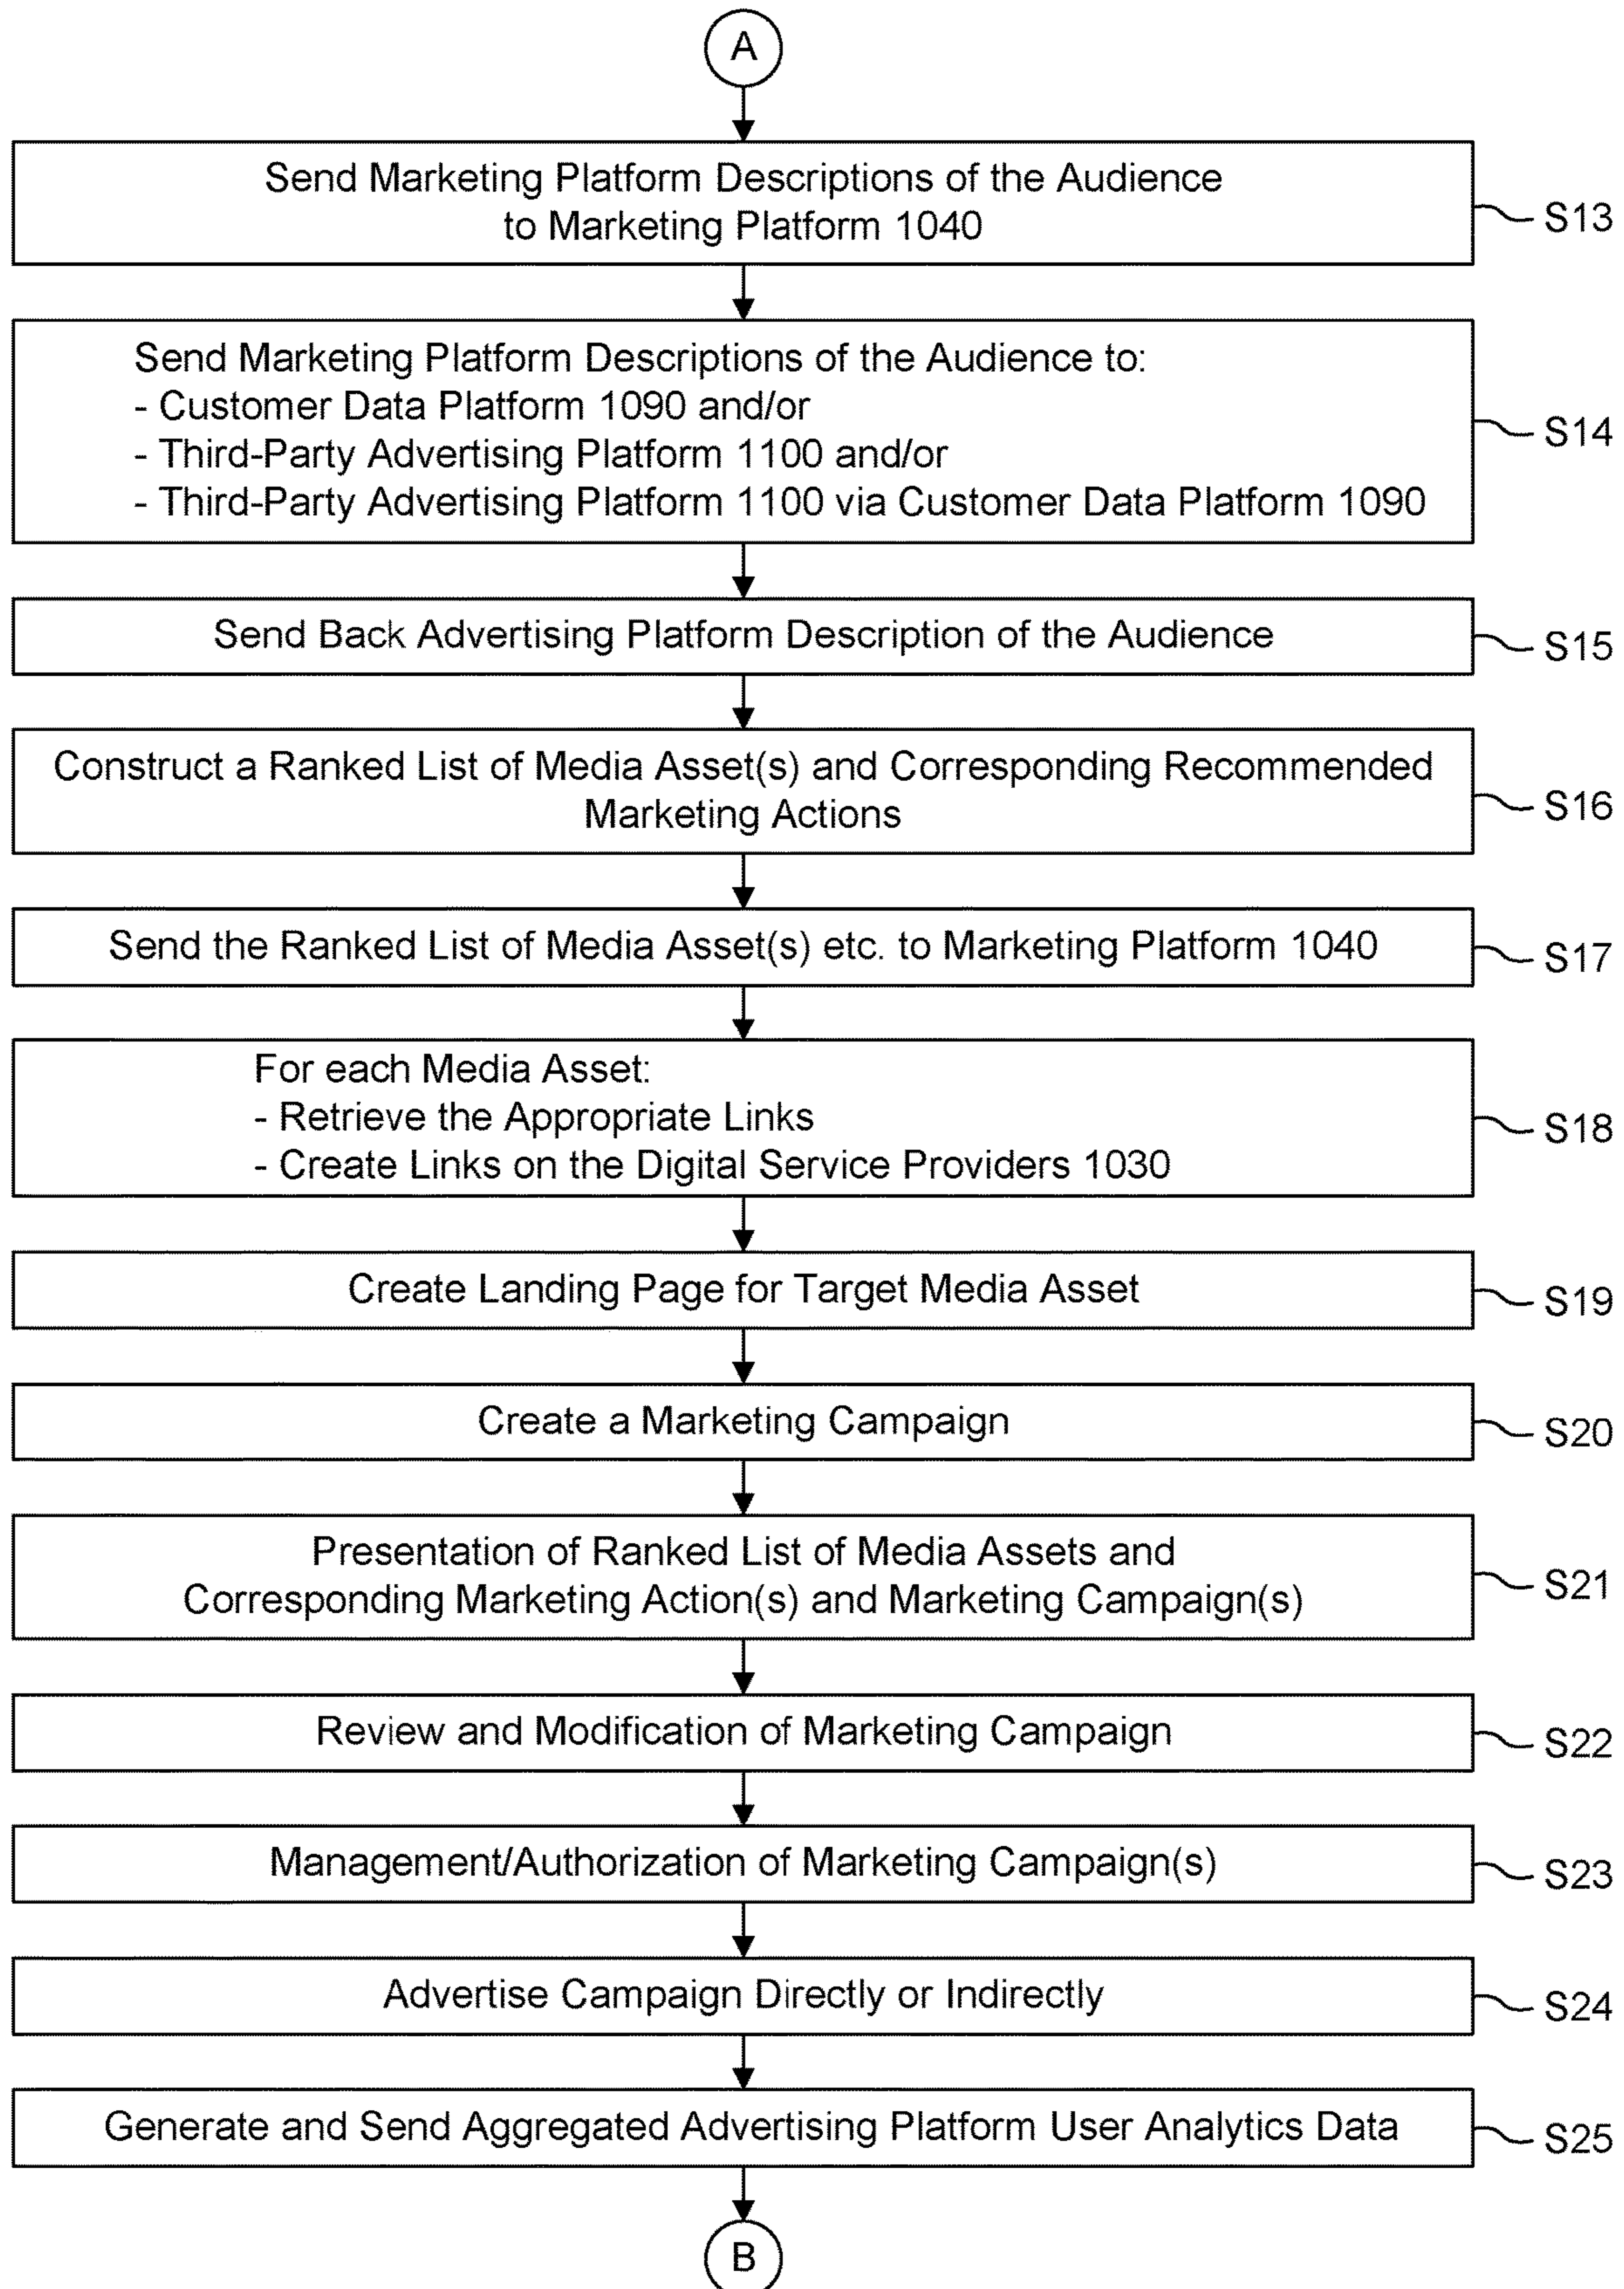 A
Send Marketing Platform Descriptions of the Audience
to Marketing Platform 1040
S13
Send Marketing Platform Descriptions of the Audience to:
- Customer Data Platform 1090 and/or
- Third-Party Advertising Platform 1100 and/or
- Third-Party Advertising Platform 1100 via Customer Data Platform 1090
S14
Send Back Advertising Platform Description of the Audience
S15
Construct a Ranked List of Media Asset(s) and Corresponding Recommended
Marketing Actions
S16
Send the Ranked List of Media Asset(s) etc. to Marketing Platform 1040
S17
For each Media Asset:
- Retrieve the Appropriate Links
- Create Links on the Digital Service Providers 1030
S18
Create Landing Page for Target Media Asset
S19
Create a Marketing Campaign
S20
Presentation of Ranked List of Media Assets and
Corresponding Marketing Action(s) and Marketing Campaign(s)
S21
Review and Modification of Marketing Campaign
S22
Management/Authorization of Marketing Campaign(s)
S23
Advertise Campaign Directly or Indirectly
S24
Generate and Send Aggregated Advertising Platform User Analytics Data
S25
B